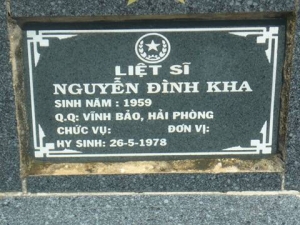 LIỆT SĨ
NGUYỄN ĐÌNH KHA
SINH NĂM : 1959
Q.Q: VĨNH BẢO, HẢI PHÒNG
CHỨC VỤ: ĐƠN VỊ:
HY SINH: 26-5-1978